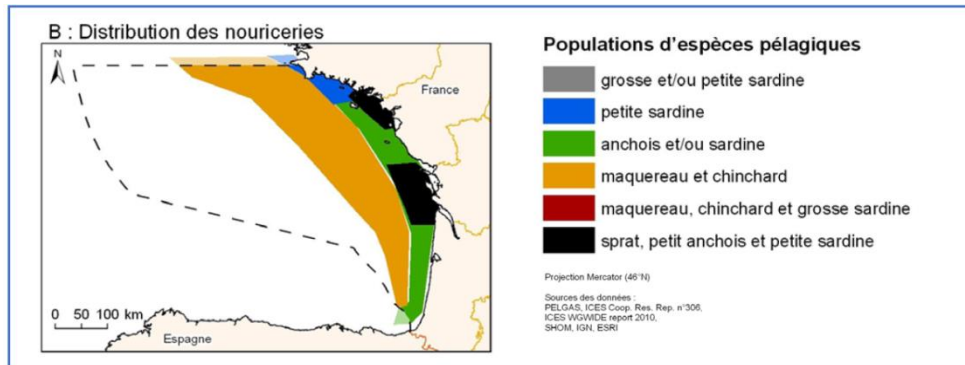 B : Distribution des nouriceries
N
France
0 50 100 km
Espagne
Populations d'espèces pélagiques
grosse et/ou petite sardine
petite sardine
anchois et/ou sardine
maquereau et chinchard
maquereau, chinchard et grosse sardine
sprat, petit anchois et petite sardine
Projection Mercator (46°N)
Sources des données :
PELGAS, ICES Coop. Res. Rep. n°306,
ICES WGWIDE report 2010,
SHOM, IGN, ESRI